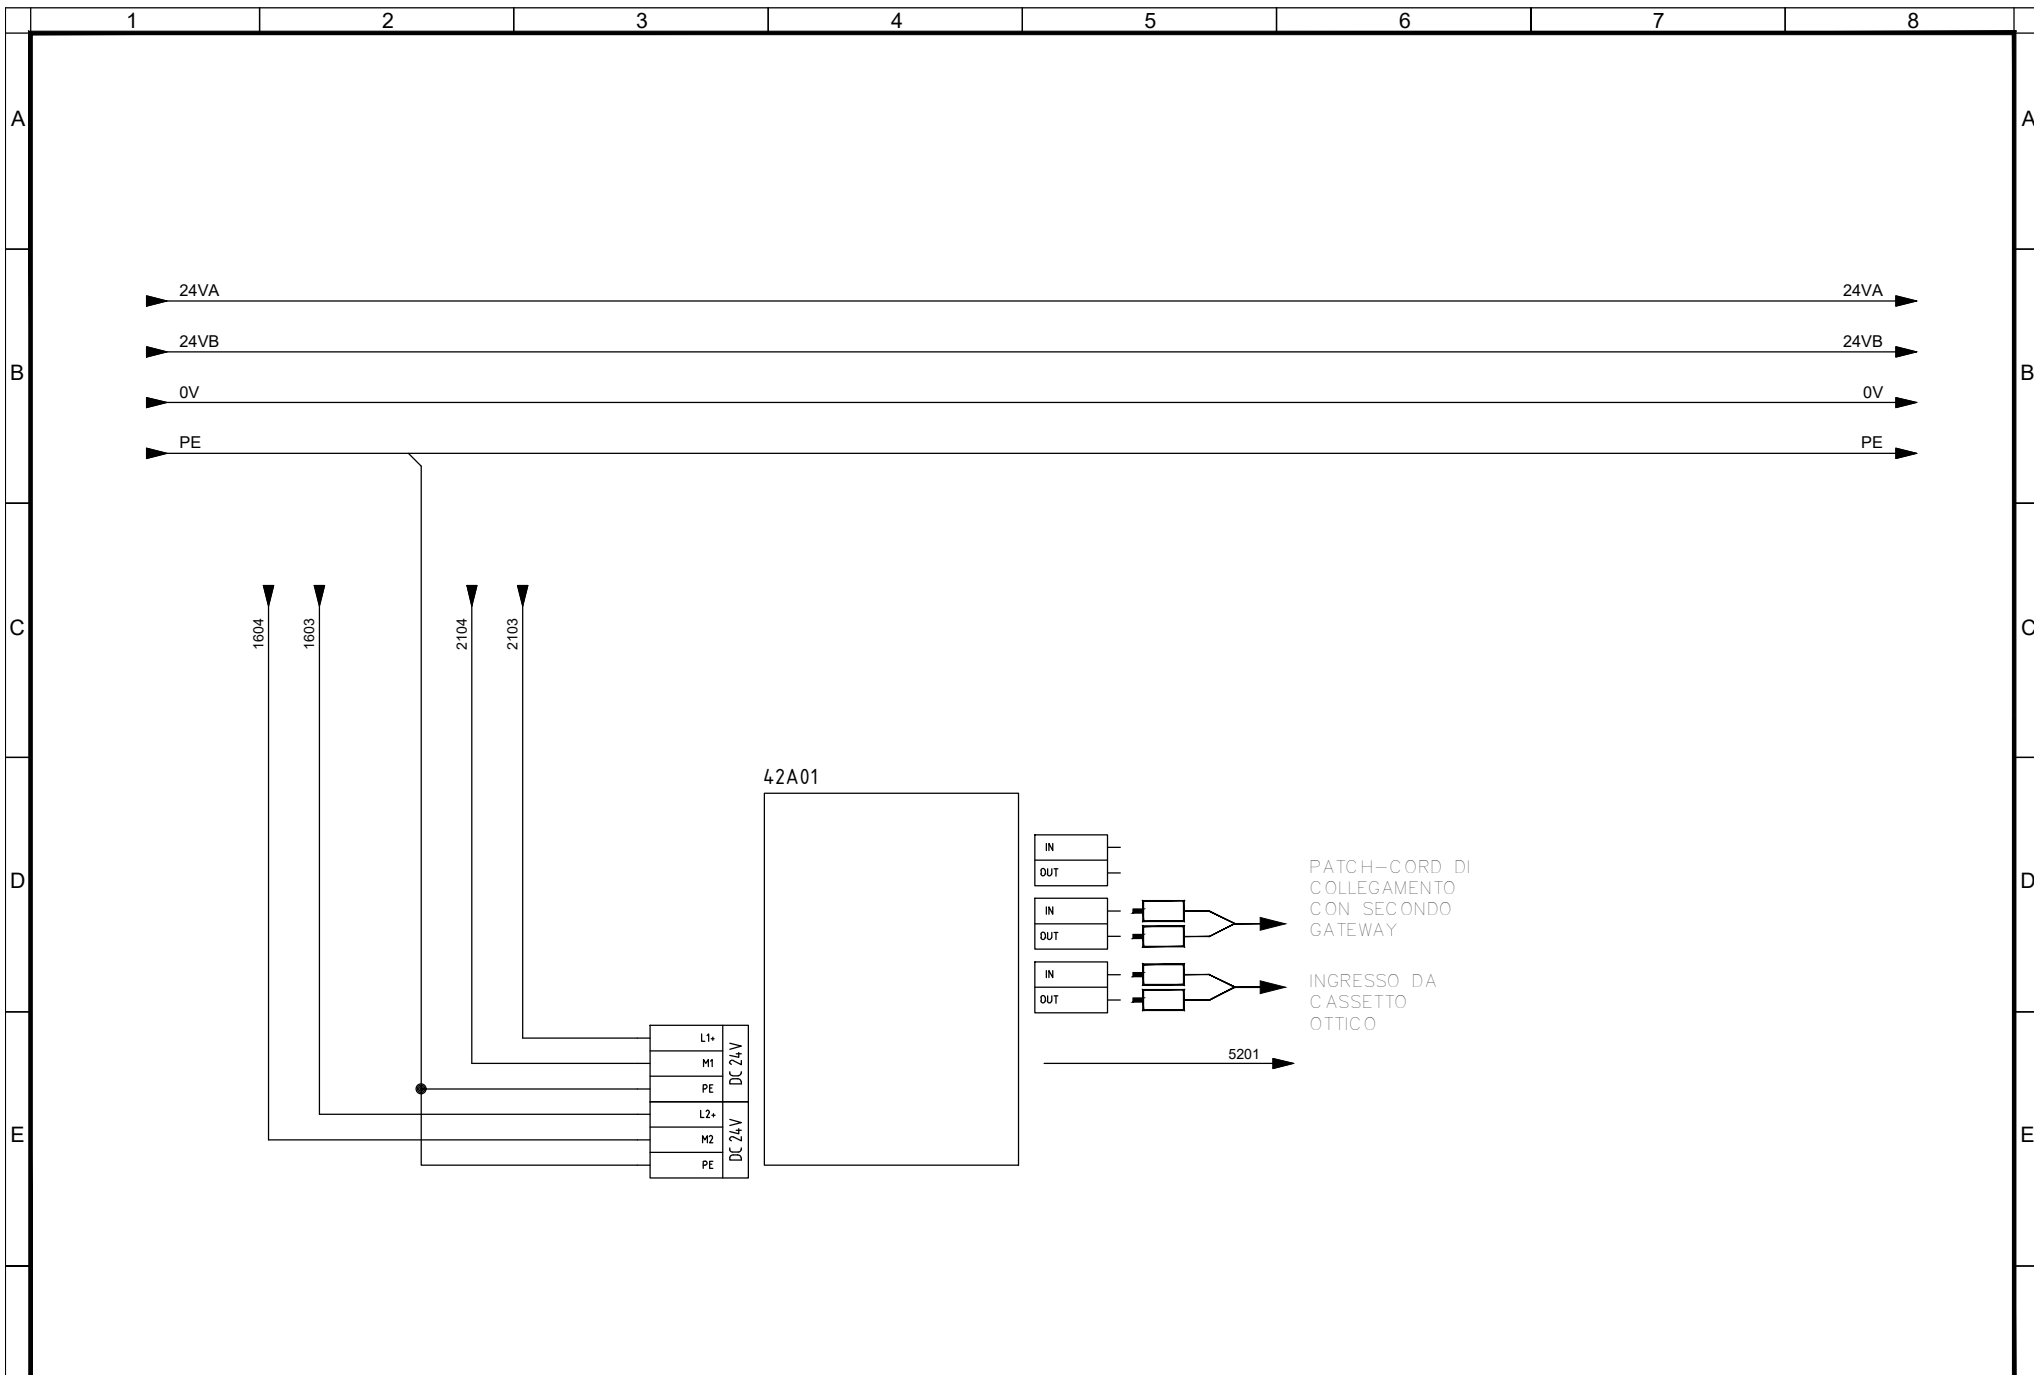 1 2 3 4 5 6 7 8
A A
24VA 24VA
24VB 24VB
B B
0V 0V
PE PE
C C
1604 1603 2104 2103
42A01
IN
OUT
D D
PATCH-CORD DI
COLLEGAMENTO
CON SECONDO
GATEWAY
IN
OUT
IN
OUT
INGRESSO DA
CASSETTO
OTTICO
5201
L1+
M1
PE
DC 24V
L2+
M2
PE
DC 24V
E E